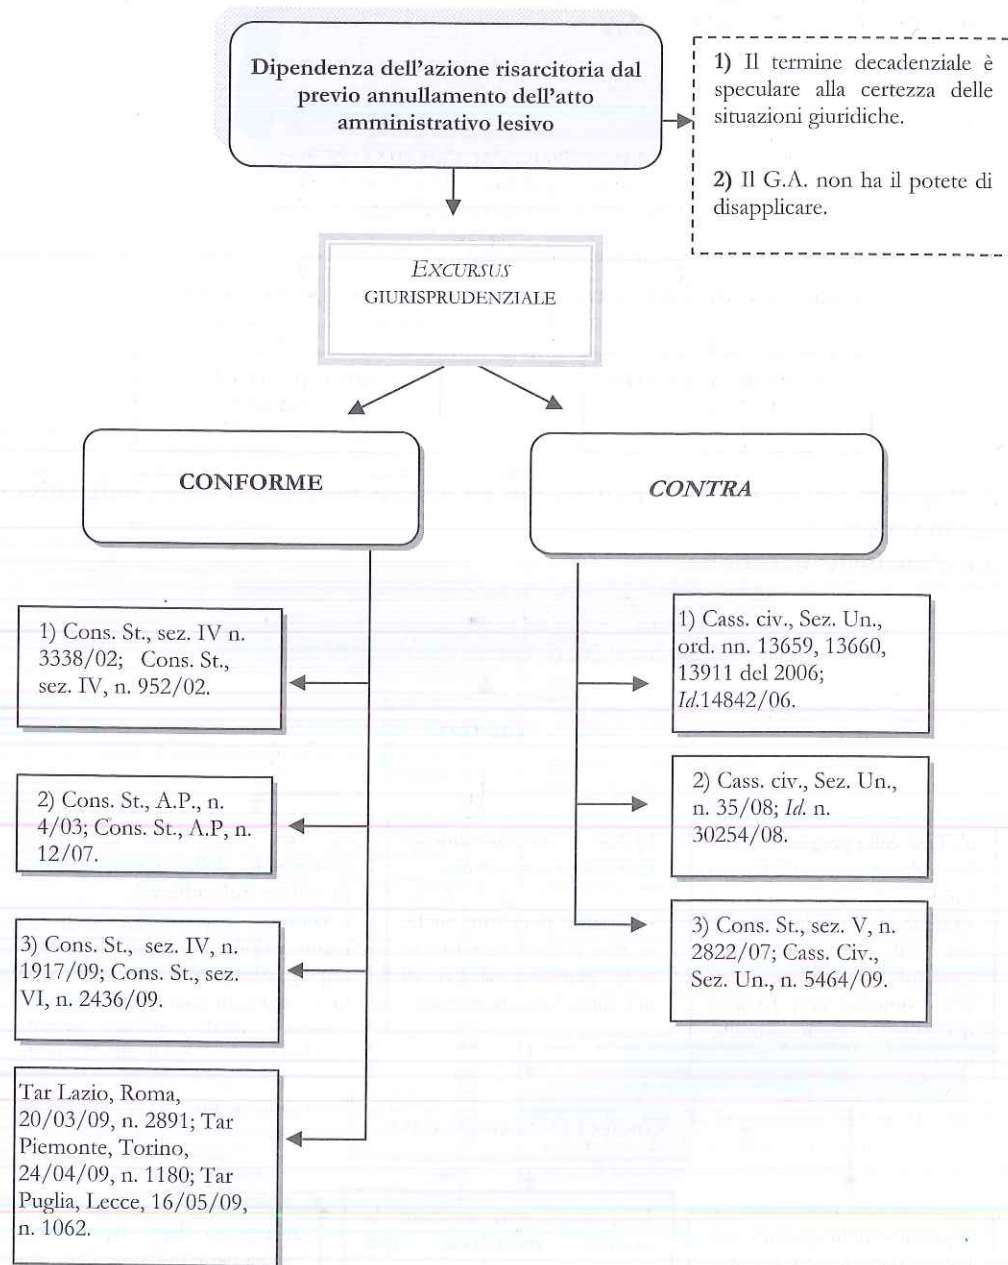 Dipendenza dell'azione risarcitoria dal
previo annullamento dell'atto
amministrativo lesivo
1) Il termine decadenziale è
speculare alla certezza delle
situazioni giuridiche.
2) Il G.A. non ha il potete di
disapplicare.
EXCURSUS
GIURISPRUDENZIALE
CONFORME
CONTRA
1) Cons. St., sez. IV n.
3338/02; Cons. St.,
sez. IV, n. 952/02.
2) Cons. St., A.P., n.
4/03; Cons. St., A.P, n.
12/07.
3) Cons. St., sez. IV, n.
1917/09; Cons. St., sez.
VI, n. 2436/09.
Tar Lazio, Roma,
20/03/09, n. 2891; Tar
Piemonte, Torino,
24/04/09, n. 1180; Tar
Puglia, Lecce, 16/05/09,
n. 1062.
1) Cass. civ., Sez. Un.,
ord. nn. 13659, 13660,
13911 del 2006;
Id.14842/06.
2) Cass. civ., Sez. Un.,
n. 35/08; Id. n.
30254/08.
3) Cons. St., sez. V, n.
2822/07; Cass. Civ.,
Sez. Un., n. 5464/09.